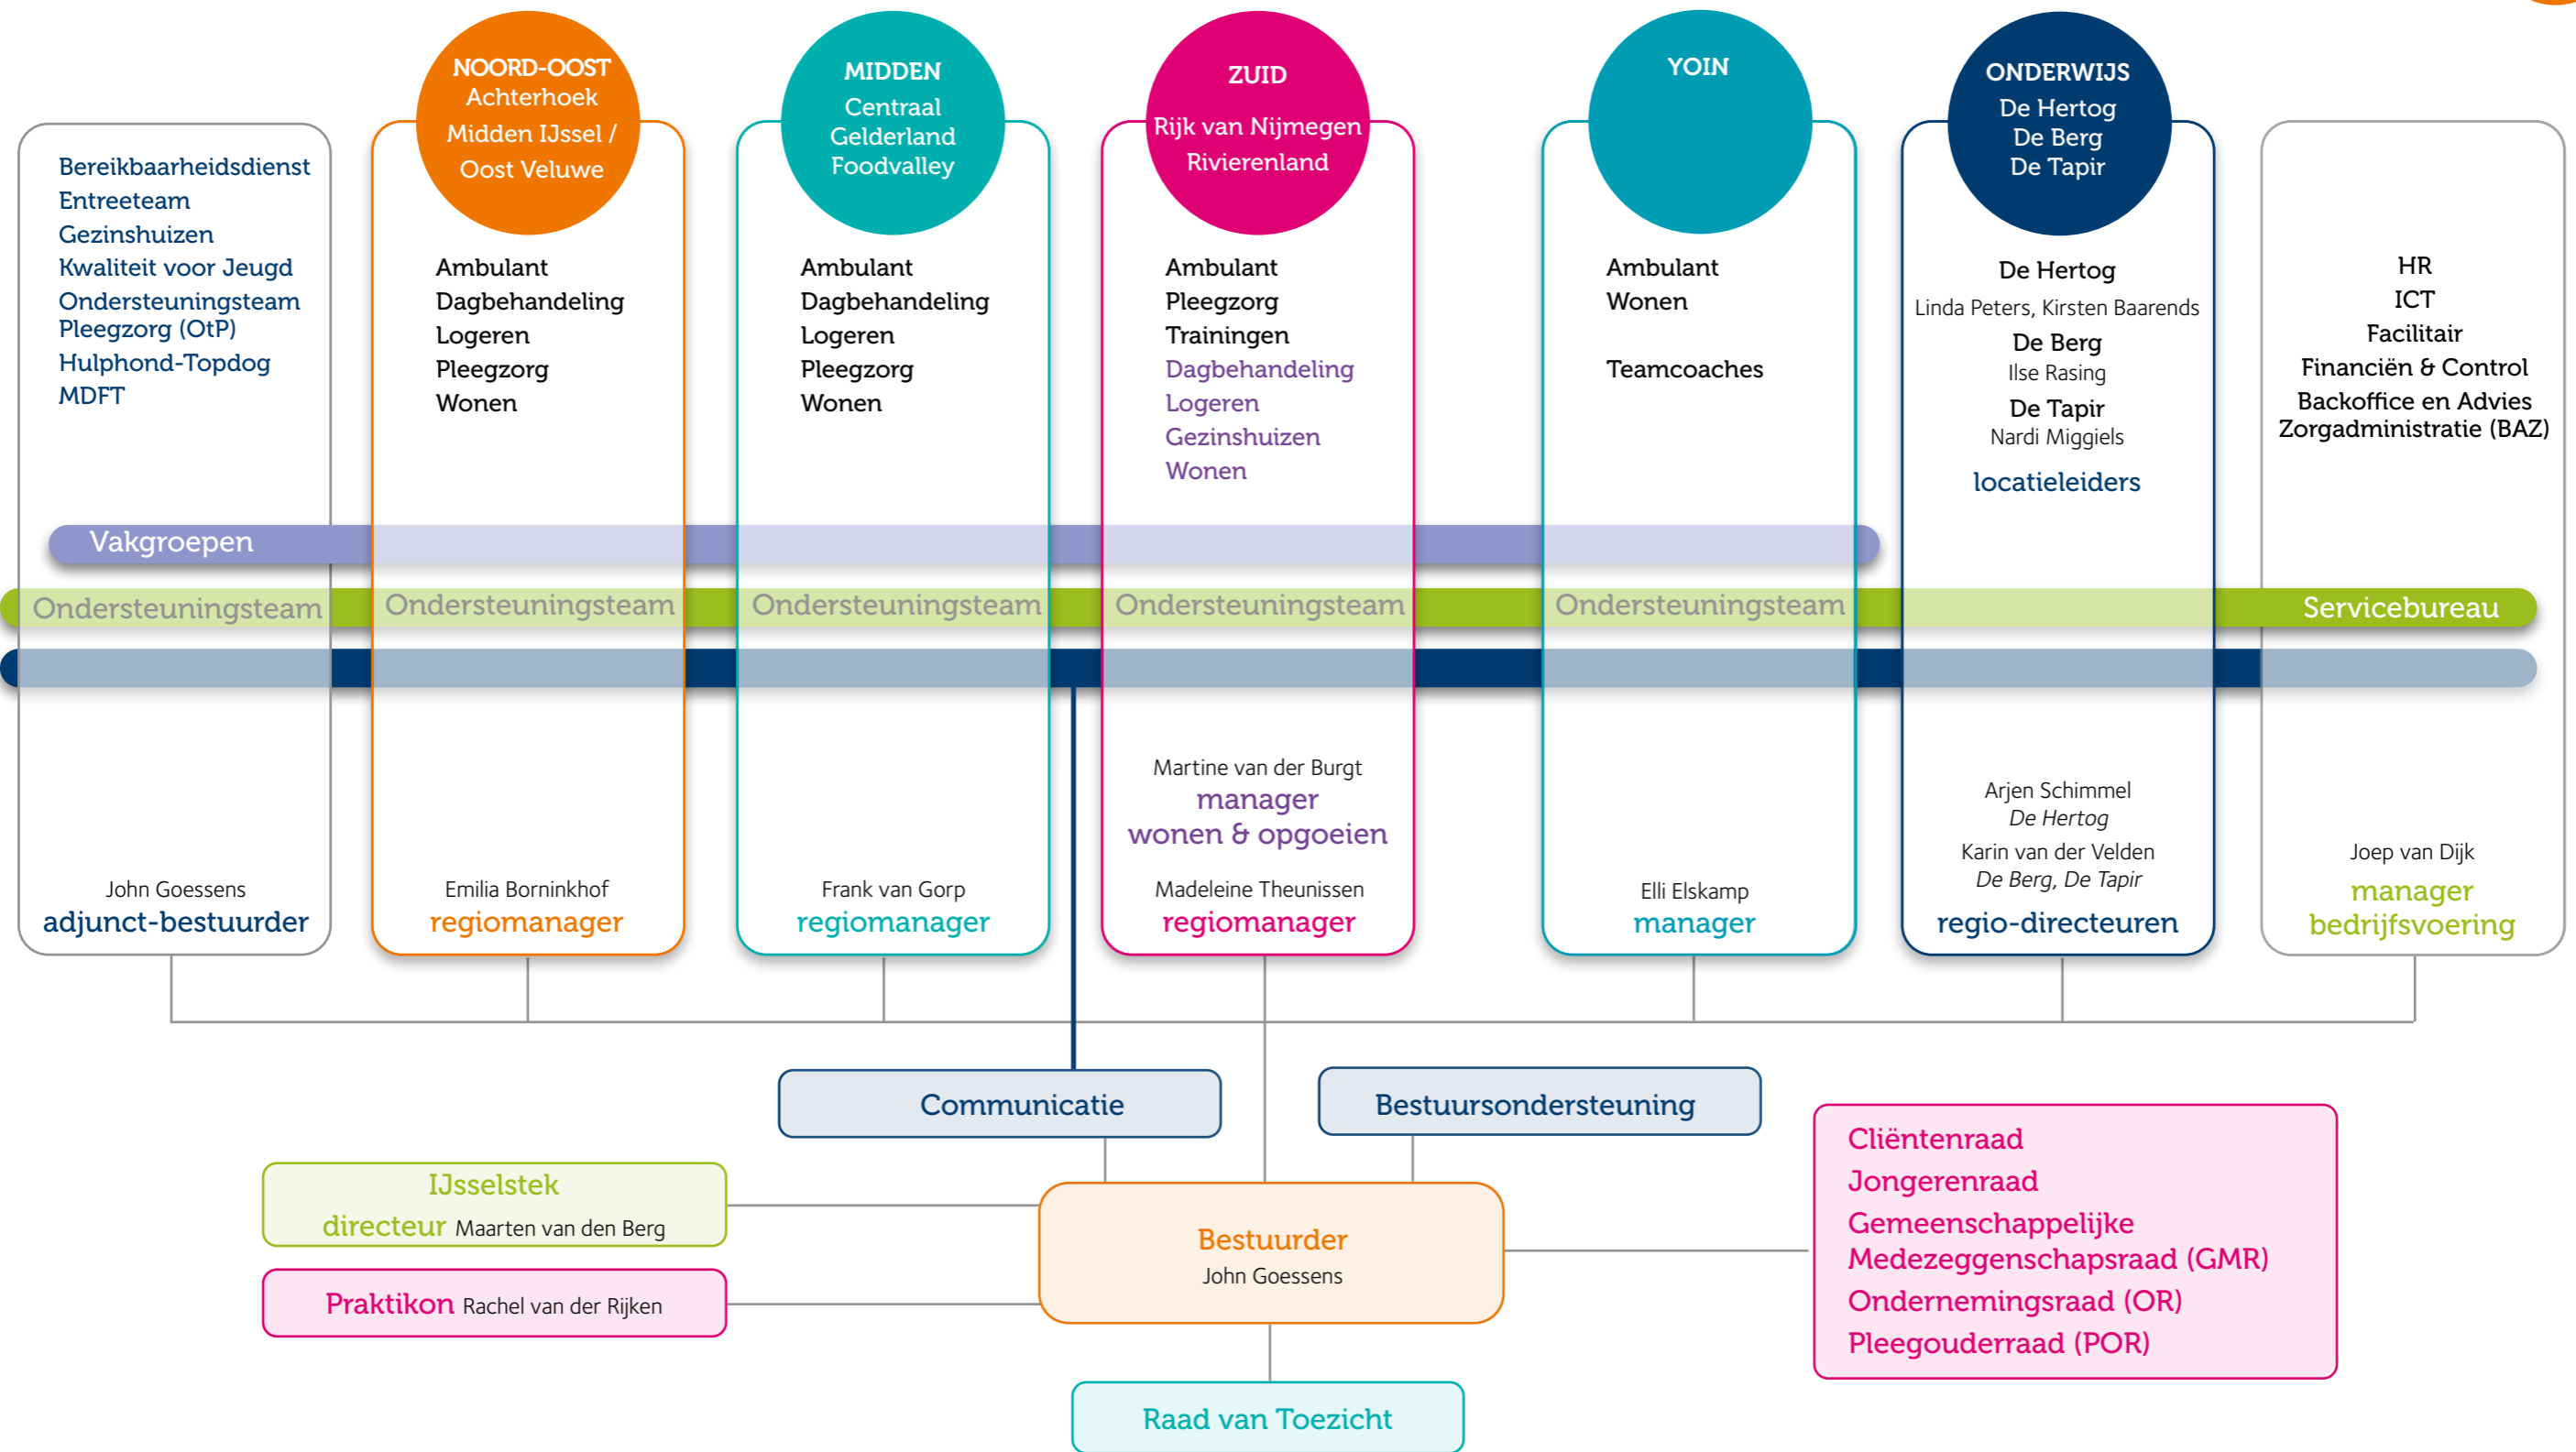 Bereikbaarheidsdienst
Entreeteam
Gezinshuizen
Kwaliteit voor Jeugd
Ondersteuningsteam
Pleegzorg (OtP)
Hulphond-Topdog
MDFT
NOORD-OOST
Achterhoek
Midden IJssel /
Oost Veluwe
Ambulant
Dagbehandeling
Logeren
Pleegzorg
Wonen
MIDDEN
Centraal
Gelderland
Foodvalley
Ambulant
Dagbehandeling
Logeren
Pleegzorg
Wonen
ZUID
Rijk van Nijmegen
Rivierenland
Ambulant
Pleegzorg
Trainingen
Dagbehandeling
Logeren
Gezinshuizen
Wonen
YOIN
Ambulant
Wonen
Teamcoaches
ONDERWIJS
De Hertog
De Berg
De Tapir
De Hertog
Linda Peters, Kirsten Baarends
De Berg
Ilse Rasing
De Tapir
Nardi Miggiels
locatieleiders
HR
ICT
Facilitair
Financiën & Control
Backoffice en Advies
Zorgadministratie (BAZ)
Vakgroepen
Ondersteuningsteam
Ondersteuningsteam
Ondersteuningsteam
Ondersteuningsteam
Ondersteuningsteam
Servicebureau
John Goessens
adjunct-bestuurder
Emilia Borninkhof
regiomanager
Frank van Gorp
regiomanager
Martine van der Burgt
manager
wonen & opgoeien
Madeleine Theunissen
regiomanager
Elli Elskamp
manager
Arjen Schimmel
De Hertog
Karin van der Velden
De Berg, De Tapir
regio-directeuren
Joep van Dijk
manager
bedrijfsvoering
Communicatie
Bestuursondersteuning
IJsselstek
directeur Maarten van den Berg
Praktikon Rachel van der Rijken
Bestuurder
John Goessens
Cliëntenraad
Jongerenraad
Gemeenschappelijke
Medezeggenschapsraad (GMR)
Ondernemingsraad (OR)
Pleegouderraad (POR)
Raad van Toezicht